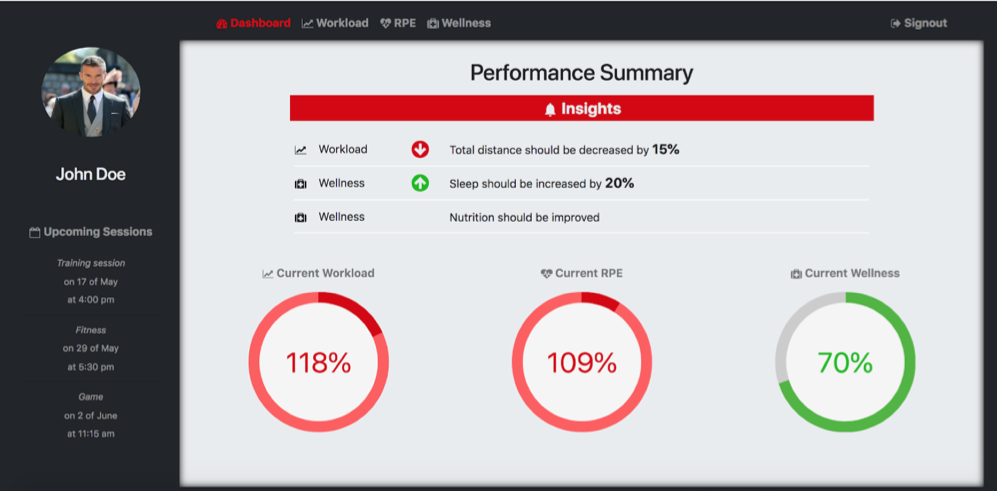 Dashboard Workload RPE Wellness Signout
John Doe
Upcoming Sessions
Training session
on 17 of May
at 4:00 pm
Fitness
on 29 of May
at 5:30 pm
Game
on 2 of June
at 11:15 am
Performance Summary
Insights
Workload Total distance should be decreased by 15%
Wellness Sleep should be increased by 20%
Wellness Nutrition should be improved
Current Workload
118%
Current RPE
109%
Current Wellness
70%